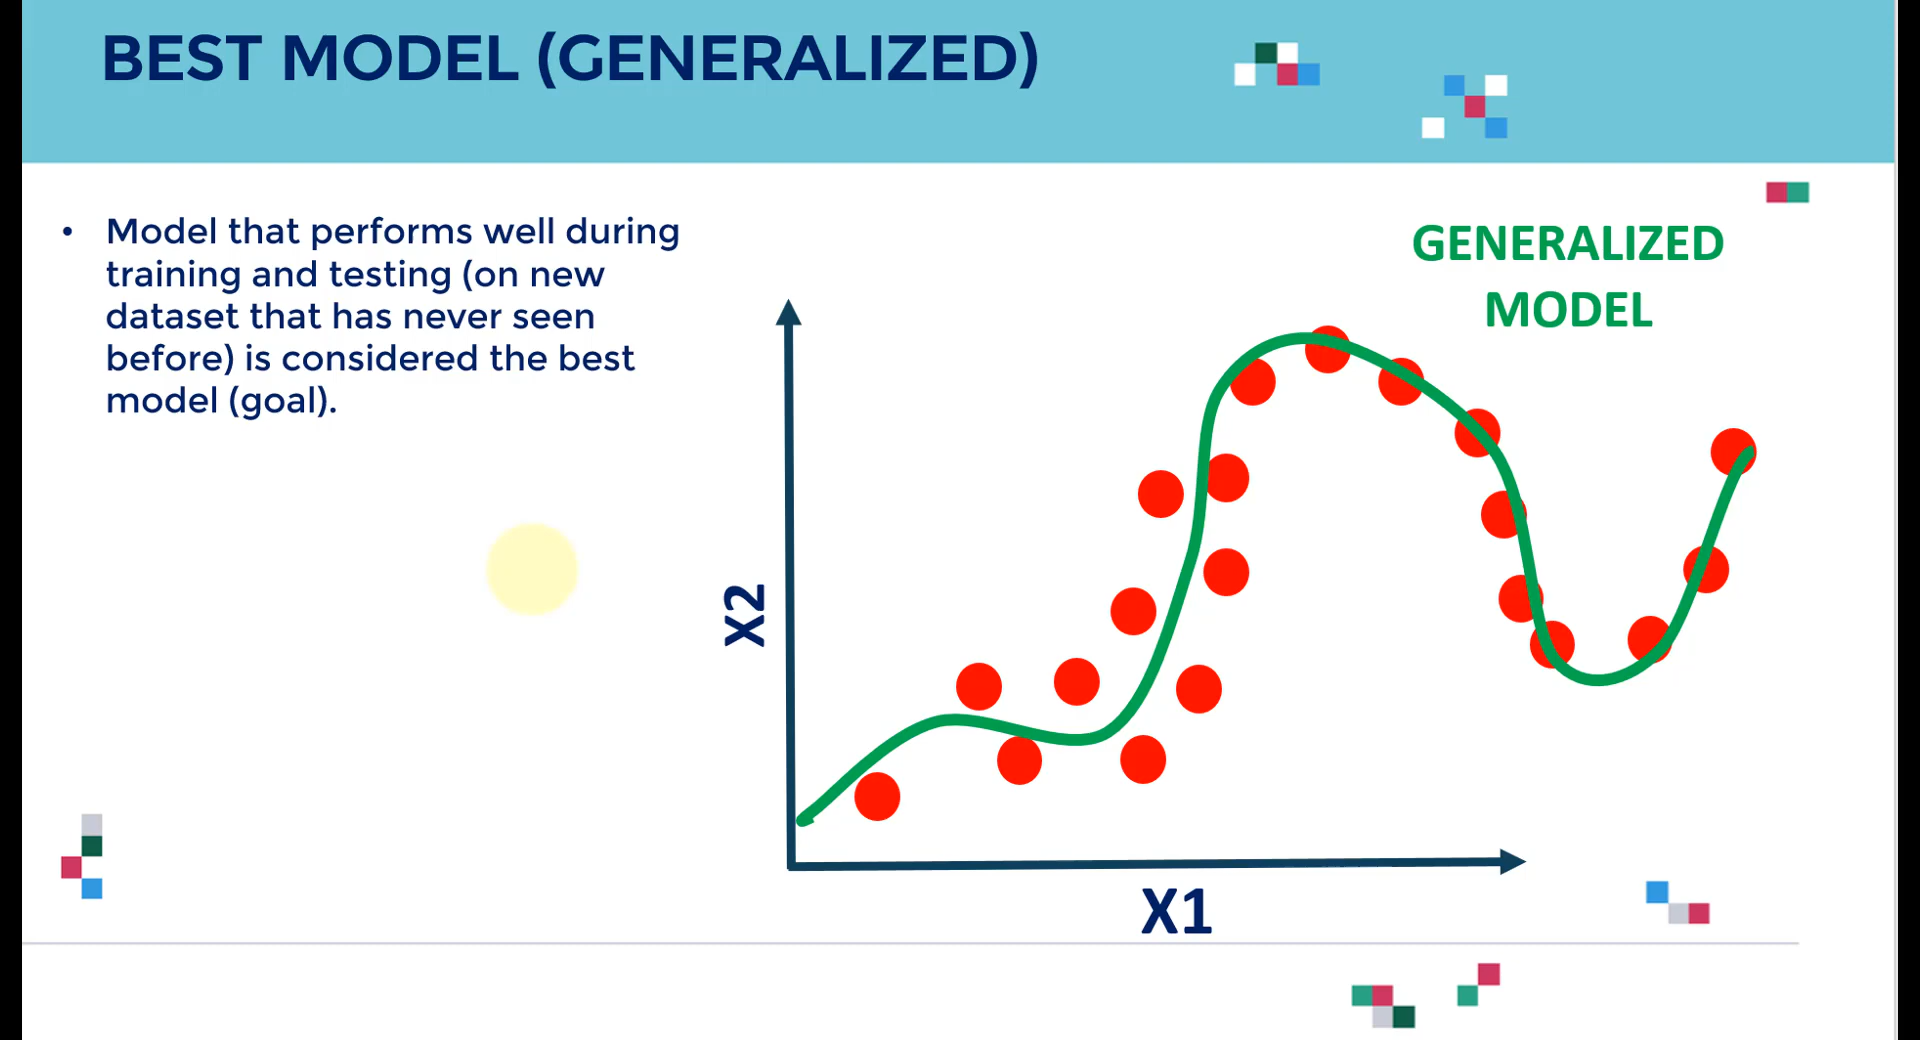 BEST MODEL (GENERALIZED)
• Model that performs well during
training and testing (on new
dataset that has never seen
before) is considered the best
model (goal).
GENERALIZED
MODEL
X2
X1